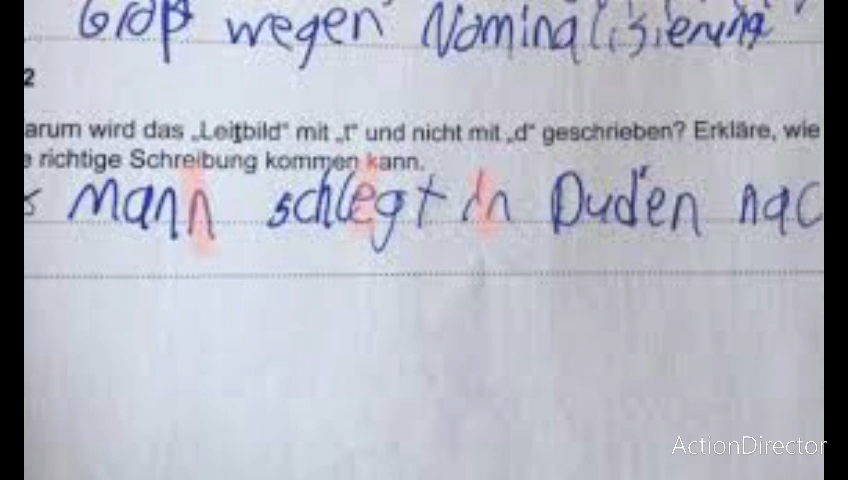 Groß wegen Nominalisierung
2
arum wird das „Leitbild“ mit „t“ und nicht mit „d“ geschrieben? Erkläre, wie
e richtige Schreibung kommen kann.
s Mann schlegt in Duden nac
ActionDirector